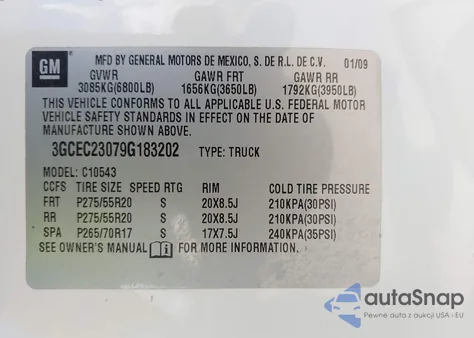 GM
MFD BY GENERAL MOTORS DE MEXICO, S. DE R.L. DE C.V. 01/09
GVWR GAWR FRT GAWR RR
3085KG(6800LB) 1656KG(3650LB) 1792KG(3950LB)
THIS VEHICLE CONFORMS TO ALL APPLICABLE U.S. FEDERAL MOTOR
VEHICLE SAFETY STANDARDS IN EFFECT ON THE DATE OF
MANUFACTURE SHOWN ABOVE.
3GCEC23079G183202 TYPE: TRUCK
MODEL: C10543
CCFS TIRE SIZE SPEED RTG RIM COLD TIRE PRESSURE
FRT P275/55R20 S 20X8.5J 210KPA(30PSI)
RR P275/55R20 S 20X8.5J 210KPA(30PSI)
SPA P265/70R17 S 17X7.5J 240KPA(35PSI)
SEE OWNER'S MANUAL i FOR MORE INFORMATION
autaSnap
Pewne auta z aukcji USA i EU